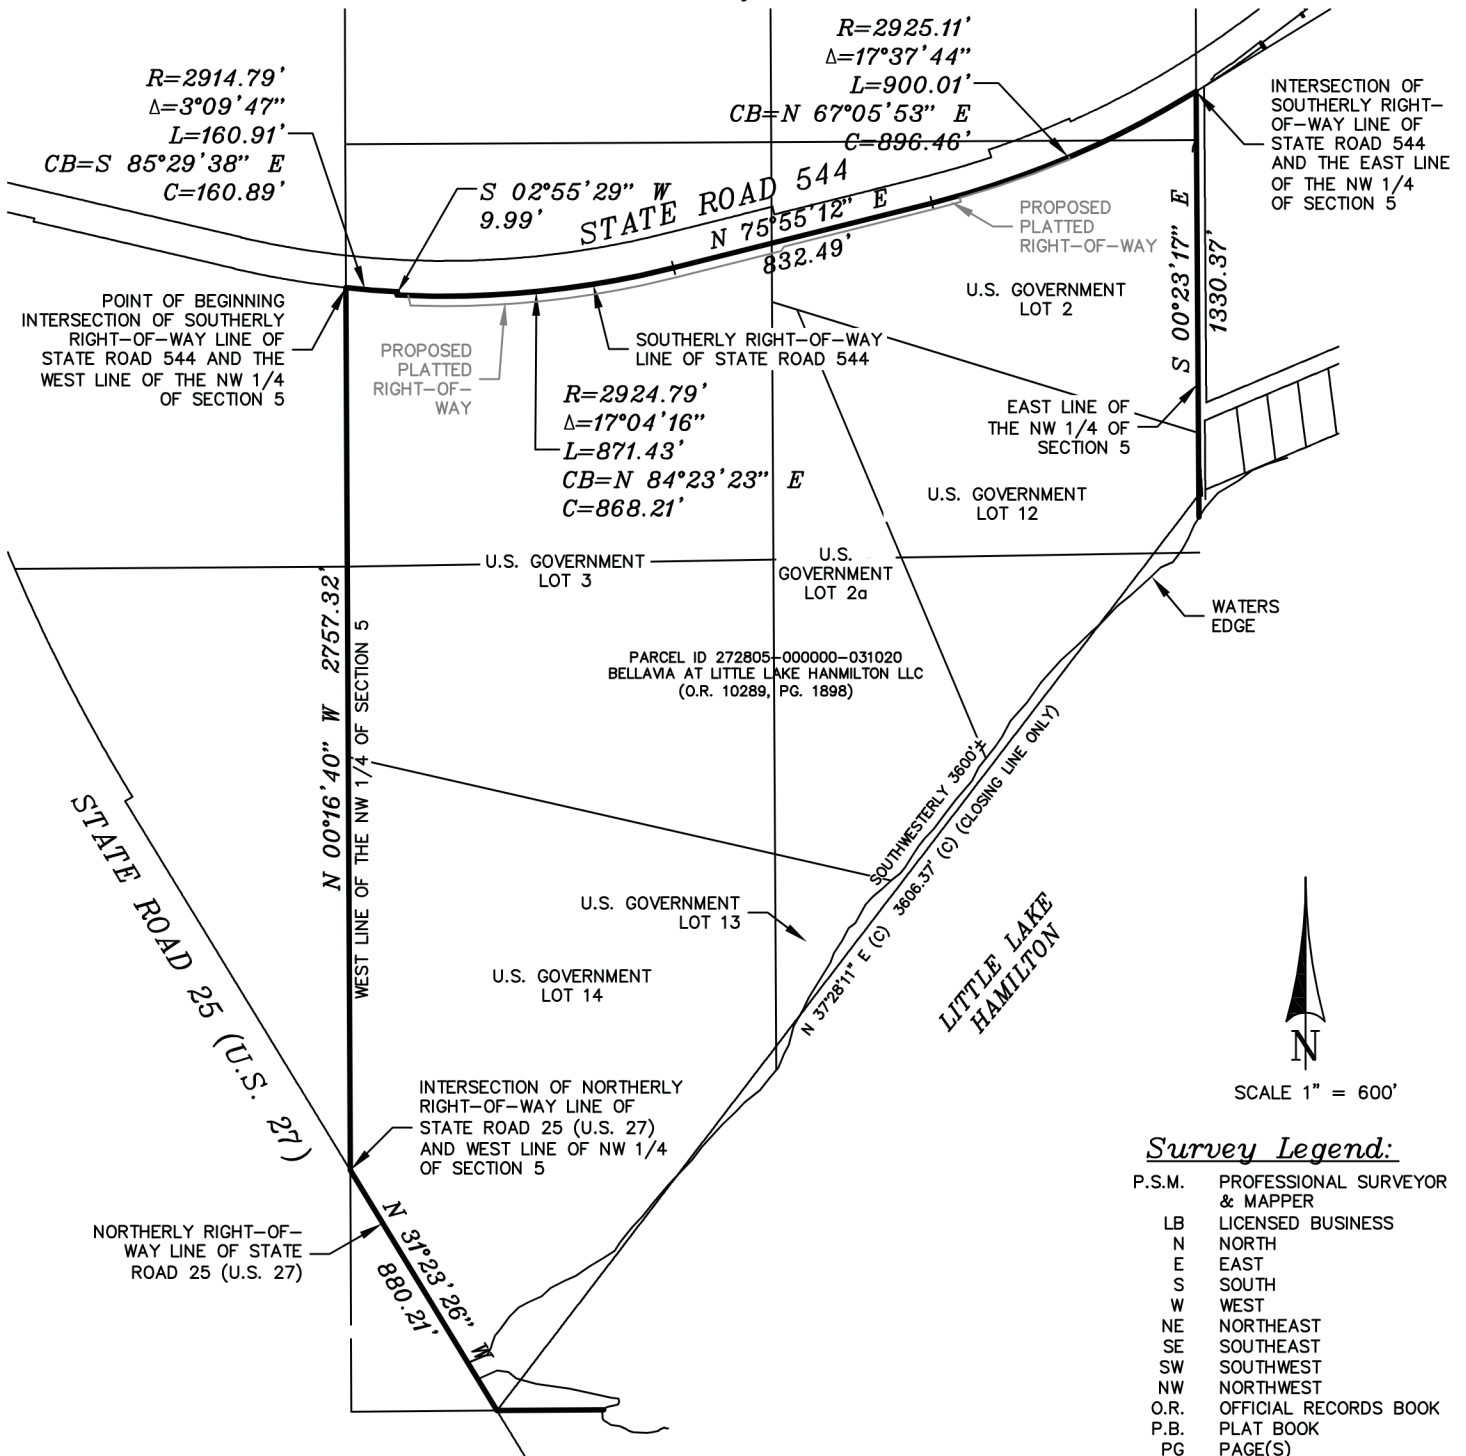 R=2914.79'
Δ=3°09'47"
L=160.91'
CB=S 85°29'38" E
C=160.89'
R=2925.11'
Δ=17°37'44"
L=900.01'
CB=N 67°05'53" E
C=896.46'
INTERSECTION OF
SOUTHERLY RIGHT-
OF-WAY LINE OF
STATE ROAD 544
AND THE EAST LINE
OF THE NW 1/4
OF SECTION 5
S 02°55'29" W
9.99'
STATE ROAD 544
N 75°55'12" E
832.49'
PROPOSED
PLATTED
RIGHT-OF-WAY
S 00°23'17" E
1330.37'
U.S. GOVERNMENT
LOT 2
POINT OF BEGINNING
INTERSECTION OF SOUTHERLY
RIGHT-OF-WAY LINE OF
STATE ROAD 544 AND THE
WEST LINE OF THE NW 1/4
OF SECTION 5
PROPOSED
PLATTED
RIGHT-OF-
WAY
SOUTHERLY RIGHT-OF-WAY
LINE OF STATE ROAD 544
R=2924.79'
Δ=17°04'16"
L=871.43'
CB=N 84°23'23" E
C=868.21'
EAST LINE OF
THE NW 1/4 OF
SECTION 5
U.S. GOVERNMENT
LOT 12
U.S. GOVERNMENT
LOT 3
U.S.
GOVERNMENT
LOT 2a
WATERS
EDGE
N 00°16'40" W 2757.32'
WEST LINE OF THE NW 1/4 OF SECTION 5
PARCEL ID 272805-000000-031020
BELLAVIA AT LITTLE LAKE HANMILTON LLC
(O.R. 10289, PG. 1898)
SOUTHWESTERLY 3600'±
N 37°28'11" E (C) 3606.37' (C) (CLOSING LINE ONLY)
STATE ROAD 25 (U.S. 27)
U.S. GOVERNMENT
LOT 13
U.S. GOVERNMENT
LOT 14
LITTLE LAKE
HAMILTON
N
SCALE 1" = 600'
INTERSECTION OF NORTHERLY
RIGHT-OF-WAY LINE OF
STATE ROAD 25 (U.S. 27)
AND WEST LINE OF NW 1/4
OF SECTION 5
NORTHERLY RIGHT-OF-
WAY LINE OF STATE
ROAD 25 (U.S. 27)
N 31°23'26" W
880.21'
Survey Legend:
P.S.M. PROFESSIONAL SURVEYOR
& MAPPER
LB LICENSED BUSINESS
N NORTH
E EAST
S SOUTH
W WEST
NE NORTHEAST
SE SOUTHEAST
SW SOUTHWEST
NW NORTHWEST
O.R. OFFICIAL RECORDS BOOK
P.B. PLAT BOOK
PG PAGE(S)